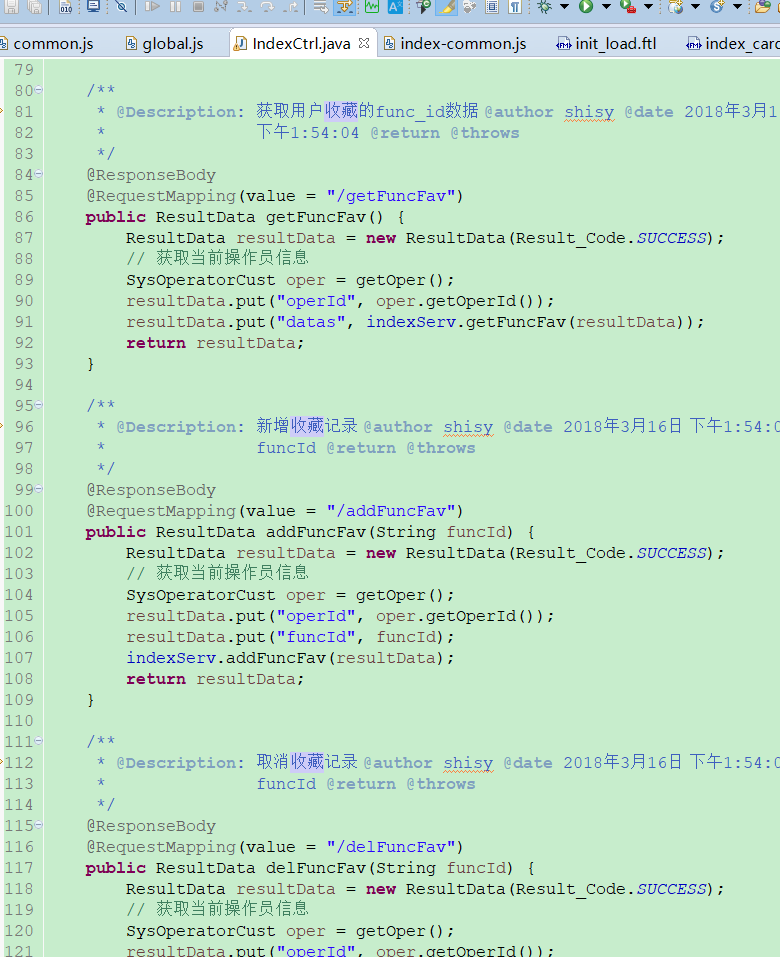 common.js global.js IndexCtrl.java index-common.js init_load.ftl index_card
79
80 /**
81 * @Description: 获取用户收藏的func_id数据 @author shisy @date 2018年3月1
82 * 下午1:54:04 @return @throws
83 */
84 @ResponseBody
85 @RequestMapping(value = "/getFuncFav")
86 public ResultData getFuncFav() {
87 ResultData resultData = new ResultData(Result_Code.SUCCESS);
88 // 获取当前操作员信息
89 SysOperatorCust oper = getOper();
90 resultData.put("operId", oper.getOperId());
91 resultData.put("datas", indexServ.getFuncFav(resultData));
92 return resultData;
93 }
94
95 /**
96 * @Description: 新增收藏记录 @author shisy @date 2018年3月16日 下午1:54:0
97 * funcId @return @throws
98 */
99 @ResponseBody
100 @RequestMapping(value = "/addFuncFav")
101 public ResultData addFuncFav(String funcId) {
102 ResultData resultData = new ResultData(Result_Code.SUCCESS);
103 // 获取当前操作员信息
104 SysOperatorCust oper = getOper();
105 resultData.put("operId", oper.getOperId());
106 resultData.put("funcId", funcId);
107 indexServ.addFuncFav(resultData);
108 return resultData;
109 }
110
111 /**
112 * @Description: 取消收藏记录 @author shisy @date 2018年3月16日 下午1:54:0
113 * funcId @return @throws
114 */
115 @ResponseBody
116 @RequestMapping(value = "/delFuncFav")
117 public ResultData delFuncFav(String funcId) {
118 ResultData resultData = new ResultData(Result_Code.SUCCESS);
119 // 获取当前操作员信息
120 SysOperatorCust oper = getOper();
121 resultData.put("operId", oper.getOperId());